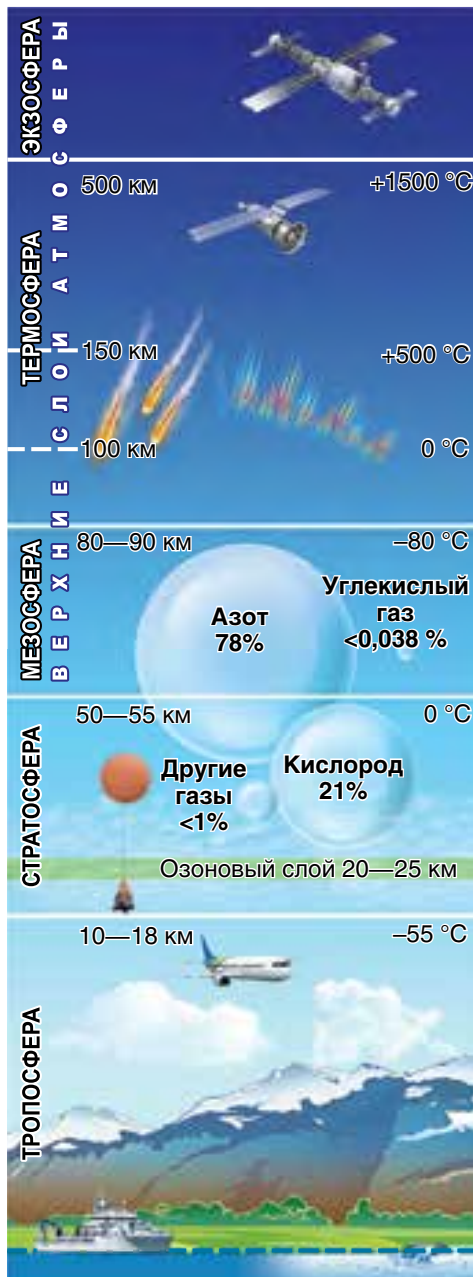 ЭКЗОСФЕРА
ВЕРХНИЕ СЛОИ АТМОСФЕРЫ
500 км
+1500 °C
ТЕРМОСФЕРА
150 км
+500 °C
100 км
0 °C
80—90 км
–80 °C
МЕЗОСФЕРА
Азот
78%
Углекислый
газ
<0,038 %
50—55 км
0 °C
СТРАТОСФЕРА
Другие
газы
<1%
Кислород
21%
Озоновый слой 20—25 км
10—18 км
–55 °C
ТРОПОСФЕРА